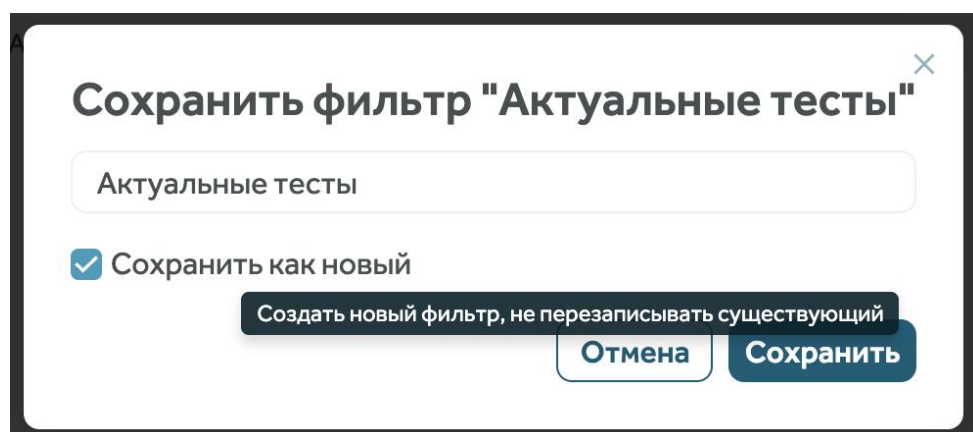 Сохранить фильтр "Актуальные тесты"
Актуальные тесты
Сохранить как новый
Создать новый фильтр, не перезаписывать существующий
Отмена
Сохранить